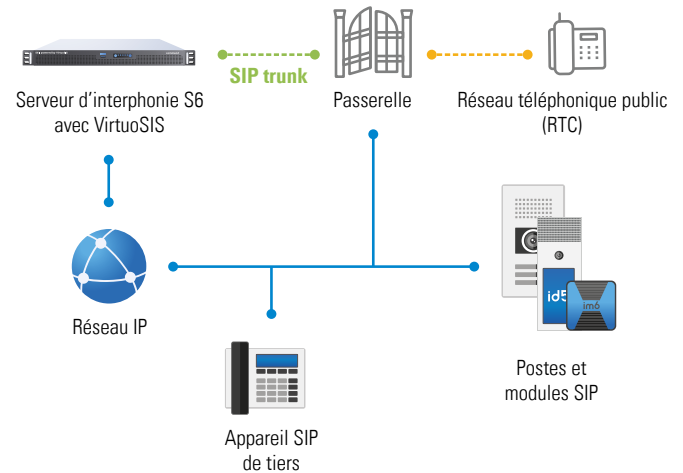 SIP trunk
Serveur d'interphonie S6
avec VirtuoSIS
Passerelle
Réseau téléphonique public
(RTC)
Réseau IP
id5
im6
Appareil SIP
de tiers
Postes et
modules SIP